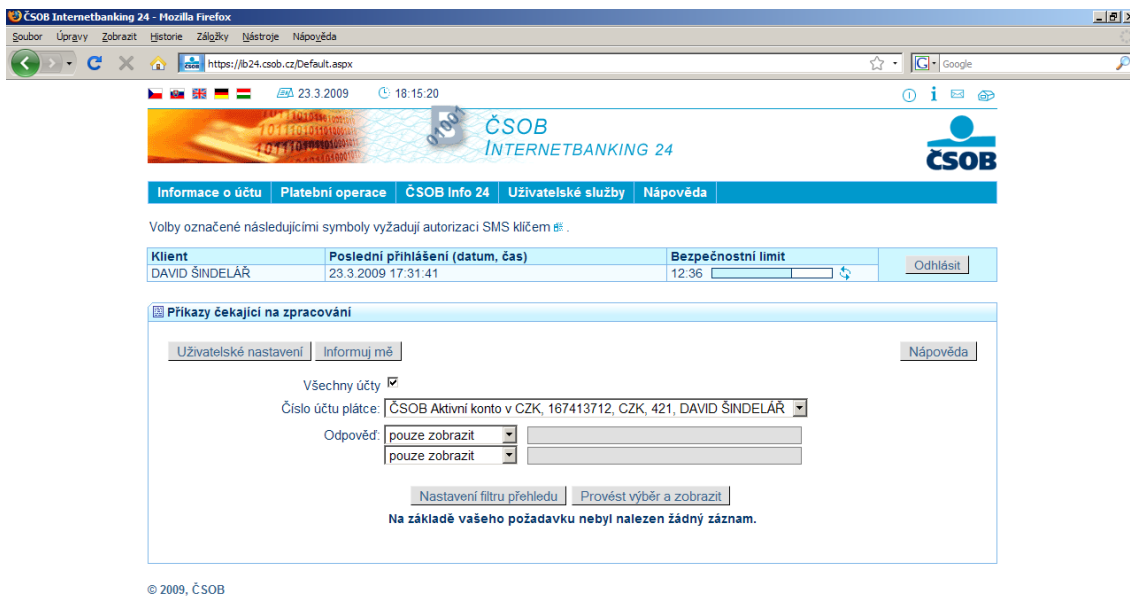 ČSOB Internetbanking 24 - Mozilla Firefox
Soubor Úpravy Zobrazit Historie Záložky Nástroje Nápověda
https://ib24.csob.cz/Default.aspx G Google
23.3.2009 18:15:20
01001 ČSOB
INTERNETBANKING 24
ČSOB
Informace o účtu Platební operace ČSOB Info 24 Uživatelské služby Nápověda
Volby označené následujícími symboly vyžadují autorizaci SMS klíčem .
Klient Poslední přihlášení (datum, čas) Bezpečnostní limit
DAVID ŠINDELÁŘ 23.3.2009 17:31:41 12:36 Odhlásit
Příkazy čekající na zpracování
Uživatelské nastavení Informuj mě Nápověda
Všechny účty
Číslo účtu plátce: ČSOB Aktivní konto v CZK, 167413712, CZK, 421, DAVID ŠINDELÁŘ
Odpověď: pouze zobrazit
pouze zobrazit
Nastavení filtru přehledu Provést výběr a zobrazit
Na základě vašeho požadavku nebyl nalezen žádný záznam.
© 2009, ČSOB